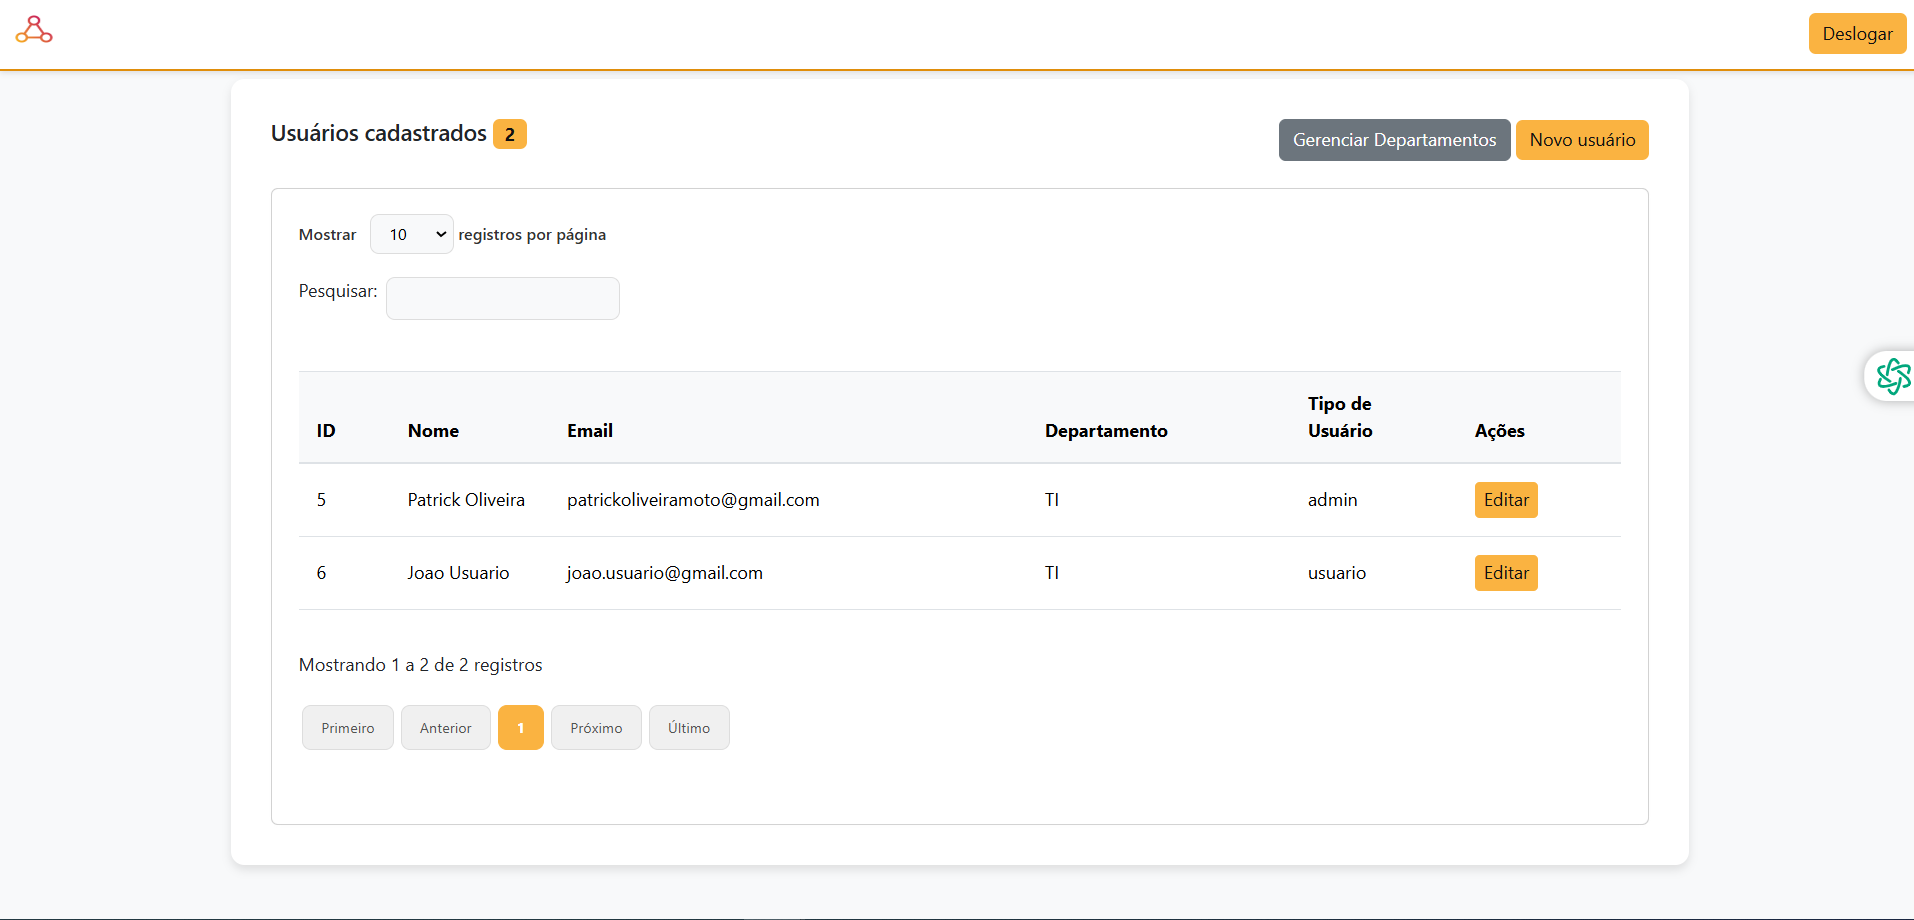 Deslogar
Usuários cadastrados 2
Gerenciar Departamentos Novo usuário
Mostrar 10 registros por página
Pesquisar:
ID Nome Email Departamento Tipo de Usuário Ações
5 Patrick Oliveira patrickoliveiramoto@gmail.com TI admin Editar
6 Joao Usuario joao.usuario@gmail.com TI usuario Editar
Mostrando 1 a 2 de 2 registros
Primeiro Anterior 1 Próximo Último